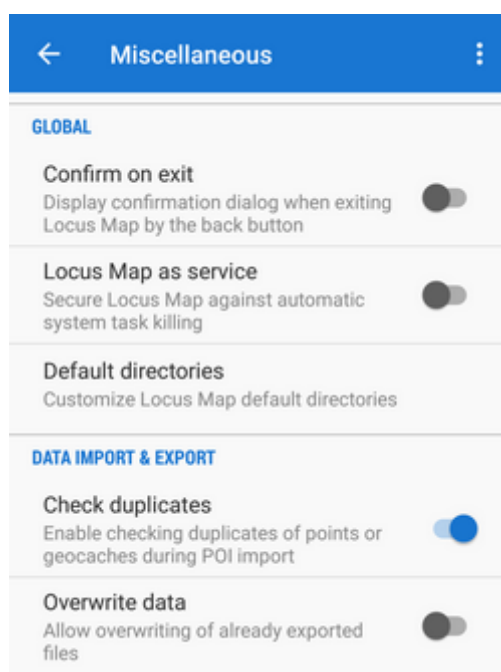 Miscellaneous
GLOBAL
Confirm on exit
Display confirmation dialog when exiting
Locus Map by the back button
Locus Map as service
Secure Locus Map against automatic
system task killing
Default directories
Customize Locus Map default directories
DATA IMPORT & EXPORT
Check duplicates
Enable checking duplicates of points or
geocaches during POI import
Overwrite data
Allow overwriting of already exported
files